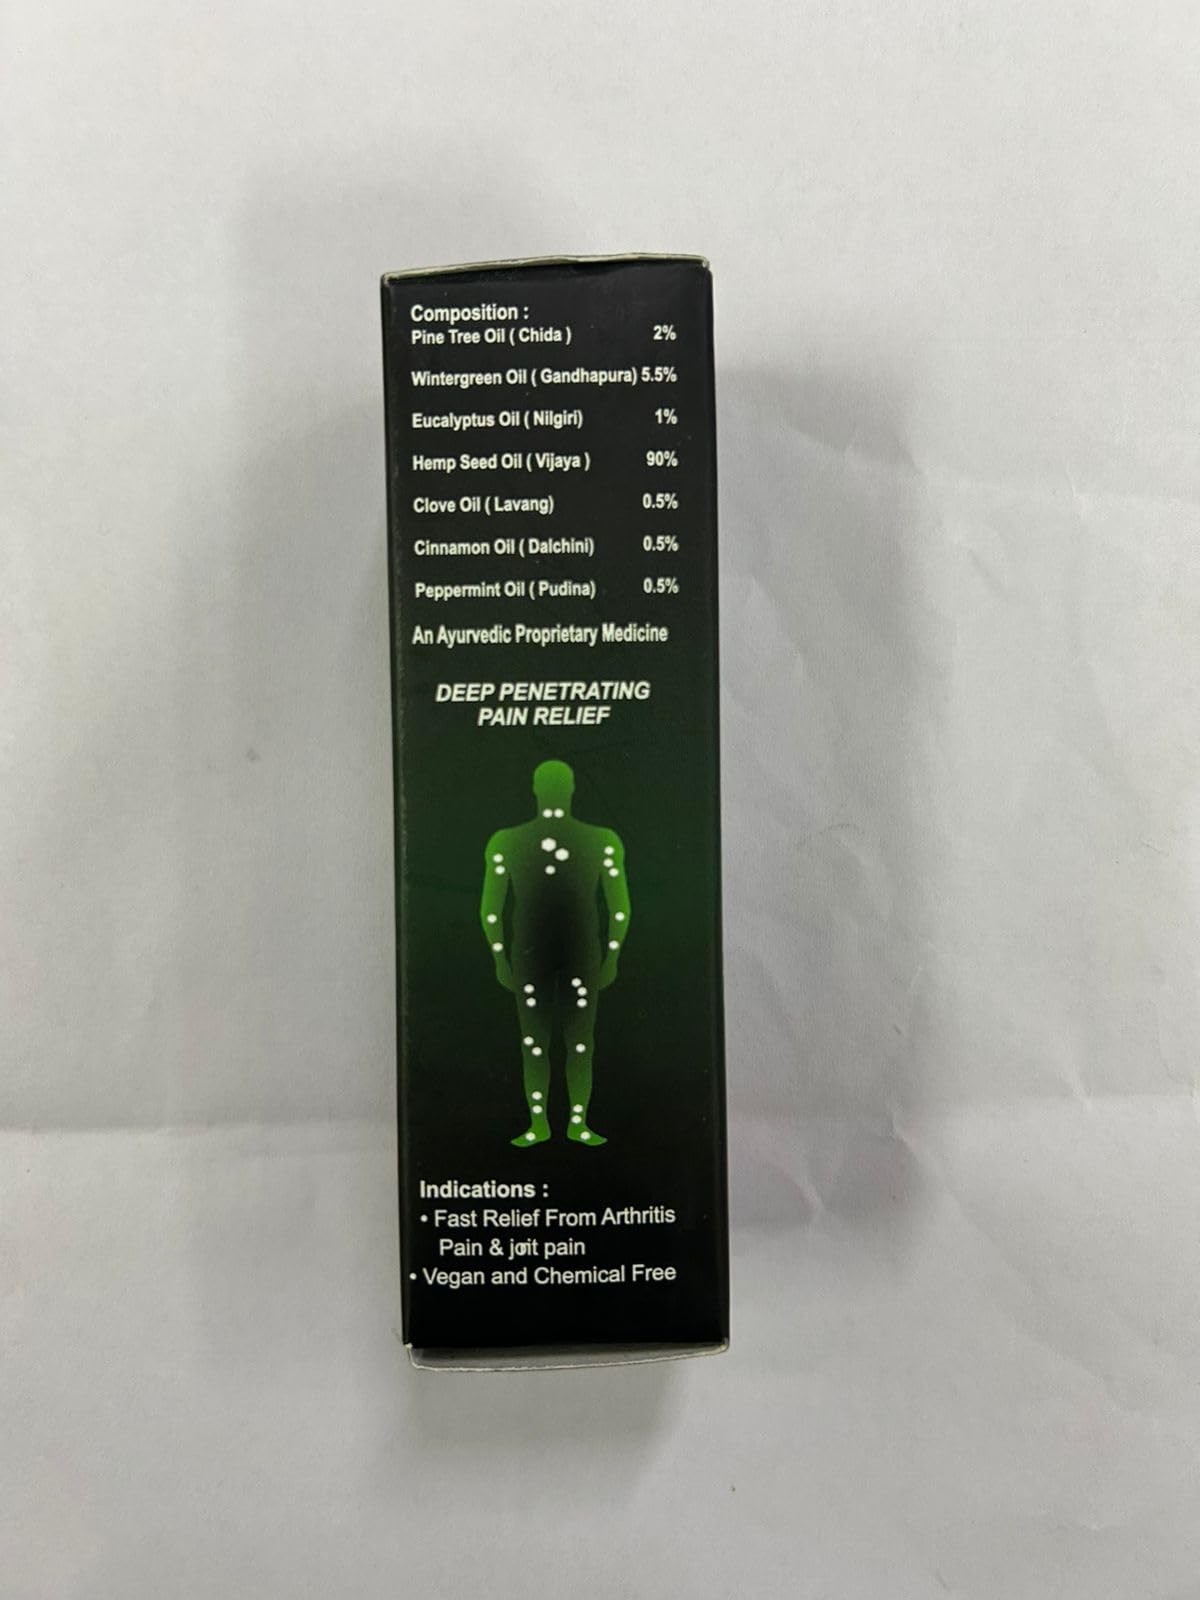 Composition :
Pine Tree Oil ( Chida ) 2%
Wintergreen Oil ( Gandhapura) 5.5%
Eucalyptus Oil ( Nilgiri) 1%
Hemp Seed Oil ( Vijaya ) 90%
Clove Oil ( Lavang) 0.5%
Cinnamon Oil ( Dalchini) 0.5%
Peppermint Oil ( Pudina) 0.5%
An Ayurvedic Proprietary Medicine
DEEP PENETRATING
PAIN RELIEF
Indications :
• Fast Relief From Arthritis
Pain & joit pain
• Vegan and Chemical Free